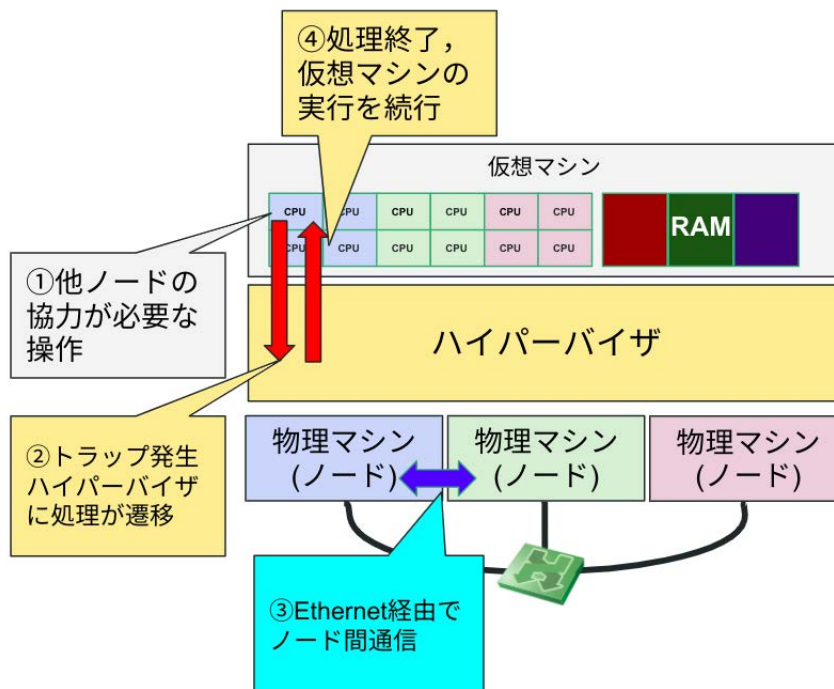 ④処理終了，
仮想マシンの
実行を続行
仮想マシン
CPU CPU CPU CPU CPU CPU
CPU CPU CPU CPU CPU CPU
RAM
①他ノードの
協力が必要な
操作
ハイパーバイザ
②トラップ発生
ハイパーバイザ
に処理が遷移
物理マシン
(ノード)
物理マシン
(ノード)
物理マシン
(ノード)
③Ethernet経由で
ノード間通信